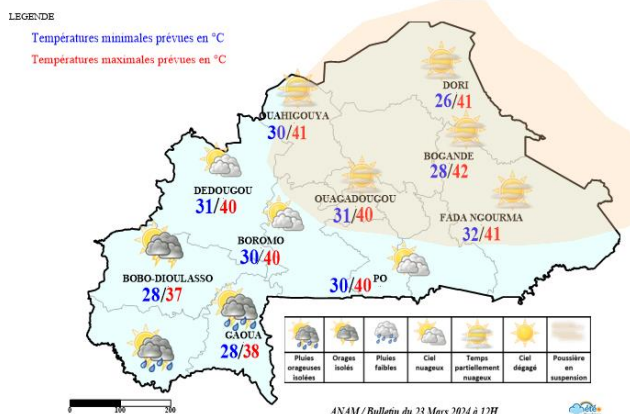 LEGENDE
Températures minimales prévues en °C
Températures maximales prévues en °C
DORI
26/41
OUAHIGOUYA
30/41
BOGANDE
28/42
DEDOUGOU
31/40
OUAGADOUGOU
31/40
FADA NGOURMA
32/41
BOROMO
30/40
BOBO-DIOULASSO
28/37
PO
30/40
GAOUA
28/38
Pluies orageuses isolées
Orages isolés
Pluies faibles
Ciel nuageux
Temps partiellement nuageux
Ciel dégagé
Poussière en suspension
0 100 200
ANAM / Bulletin du 23 Mars 2024 à 12H
météo